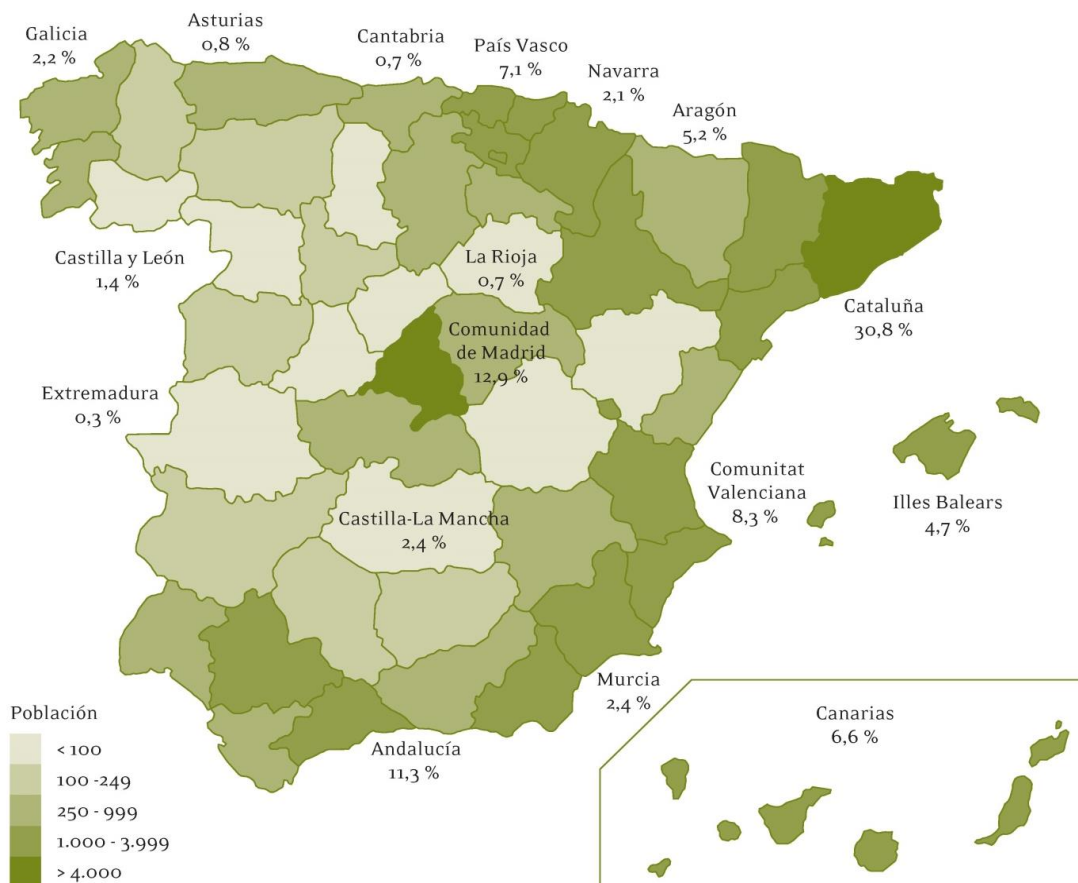 Galicia
2,2 %
Asturias
0,8 %
Cantabria
0,7 %
País Vasco
7,1 %
Navarra
2,1 %
Aragón
5,2 %
Castilla y León
1,4 %
La Rioja
0,7 %
Cataluña
30,8 %
Comunidad
de Madrid
12,9 %
Extremadura
0,3 %
Comunitat
Valenciana
8,3 %
Illes Balears
4,7 %
Castilla-La Mancha
2,4 %
Murcia
2,4 %
Andalucía
11,3 %
Canarias
6,6 %
Población
< 100
100 -249
250 - 999
1.000 - 3.999
> 4.000